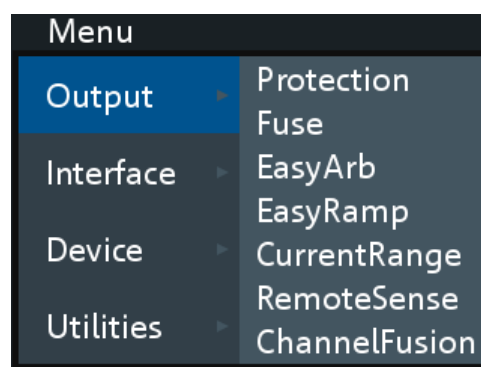 Menu
Output
Interface
Device
Utilities
Protection
Fuse
EasyArb
EasyRamp
CurrentRange
RemoteSense
ChannelFusion